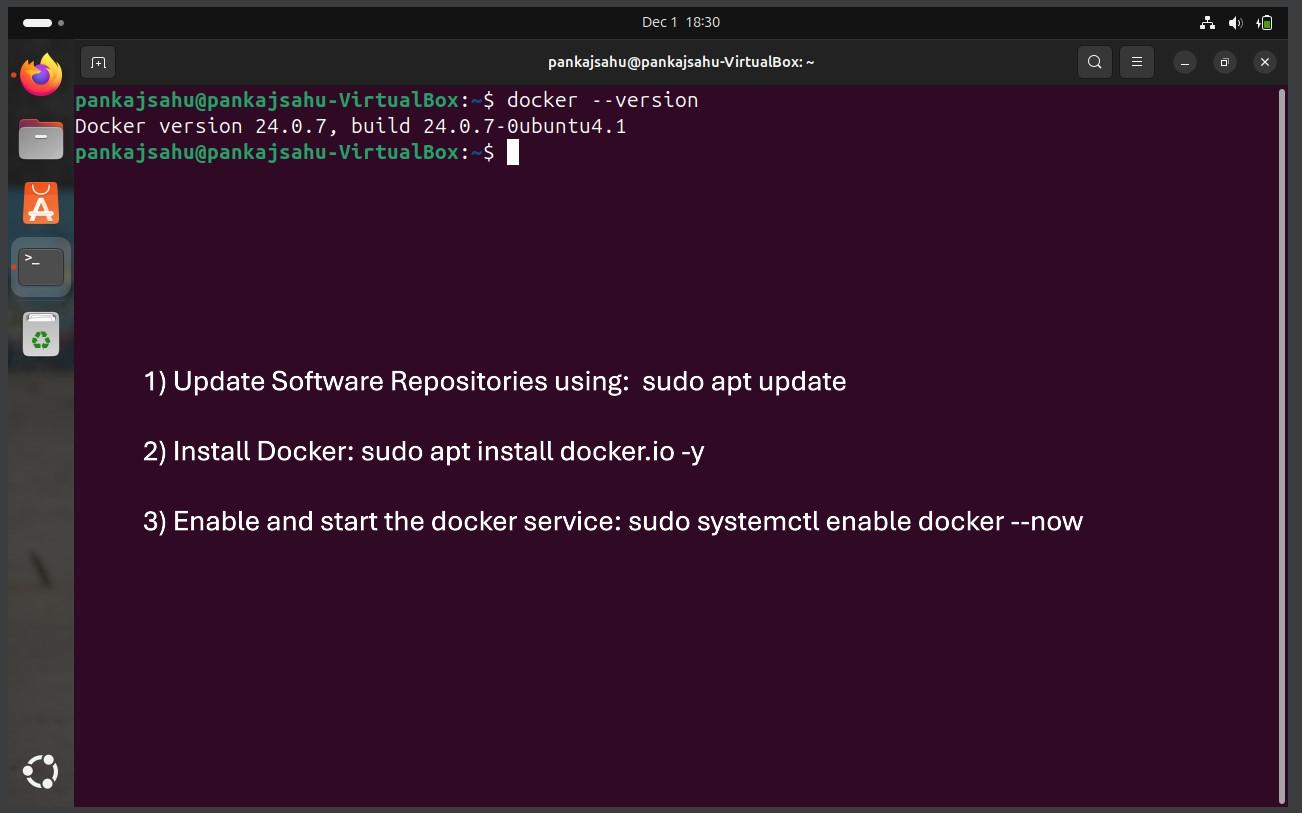 Dec 1 18:30
pankajsahu@pankajsahu-VirtualBox: ~
pankajsahu@pankajsahu-VirtualBox:~$ docker --version
Docker version 24.0.7, build 24.0.7-0ubuntu4.1
pankajsahu@pankajsahu-VirtualBox:~$
>_
1) Update Software Repositories using:  sudo apt update
2) Install Docker: sudo apt install docker.io -y
3) Enable and start the docker service: sudo systemctl enable docker --now